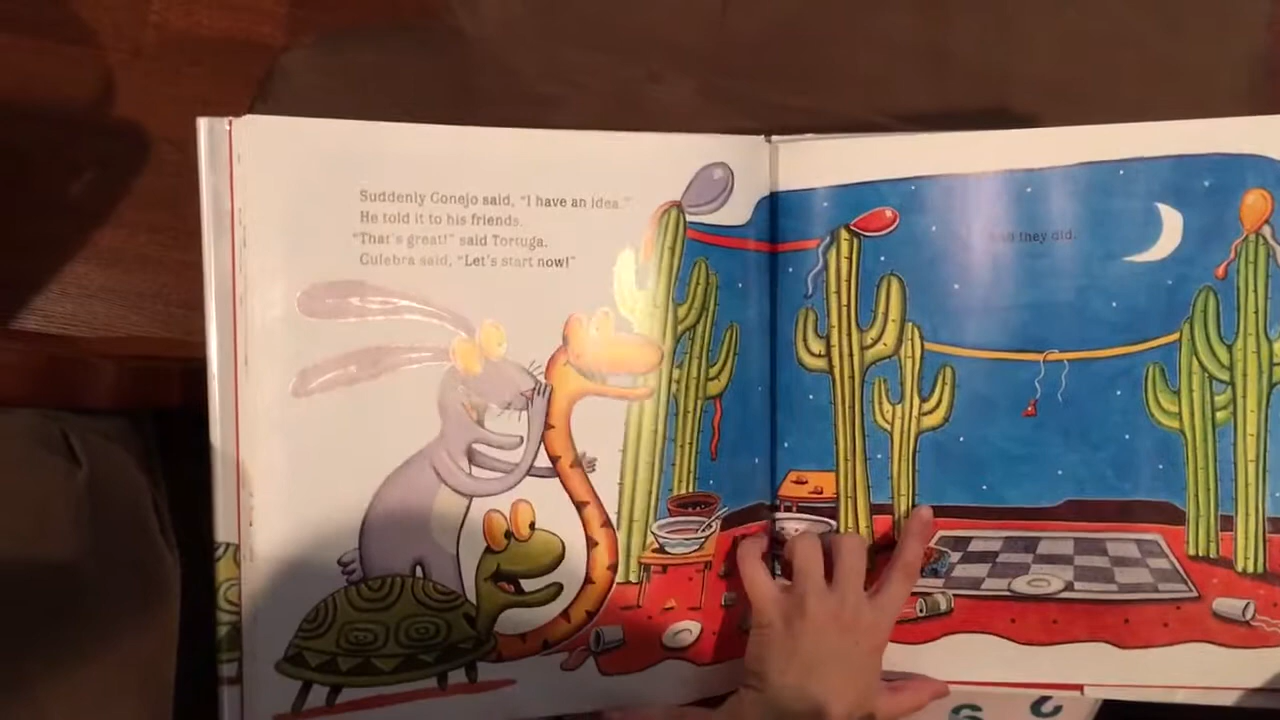 Suddenly Conejo said, “I have an idea.”
He told it to his friends.
“That's great!” said Tortuga.
Culebra said, “Let's start now!”
they did.